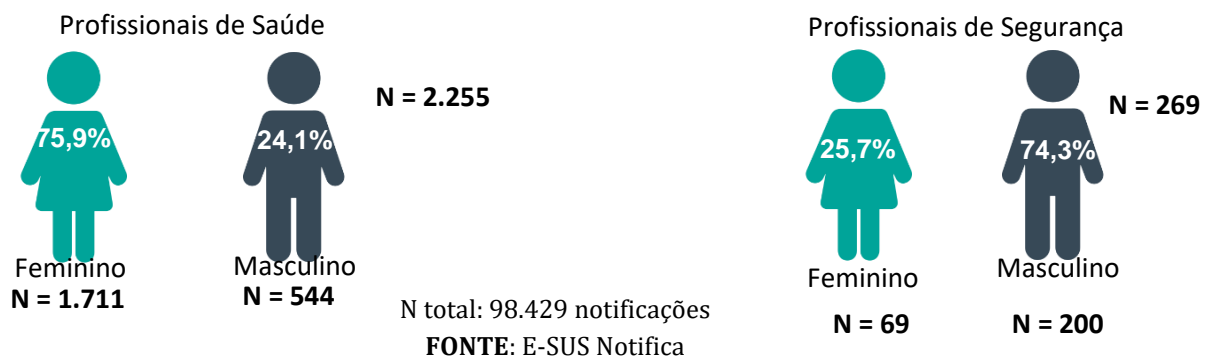 Profissionais de Saúde
75,9%
24,1%
N = 2.255
Feminino
N = 1.711
Masculino
N = 544
N total: 98.429 notificações
FONTE: E-SUS Notifica
Profissionais de Segurança
25,7%
74,3%
N = 269
Feminino
N = 69
Masculino
N = 200